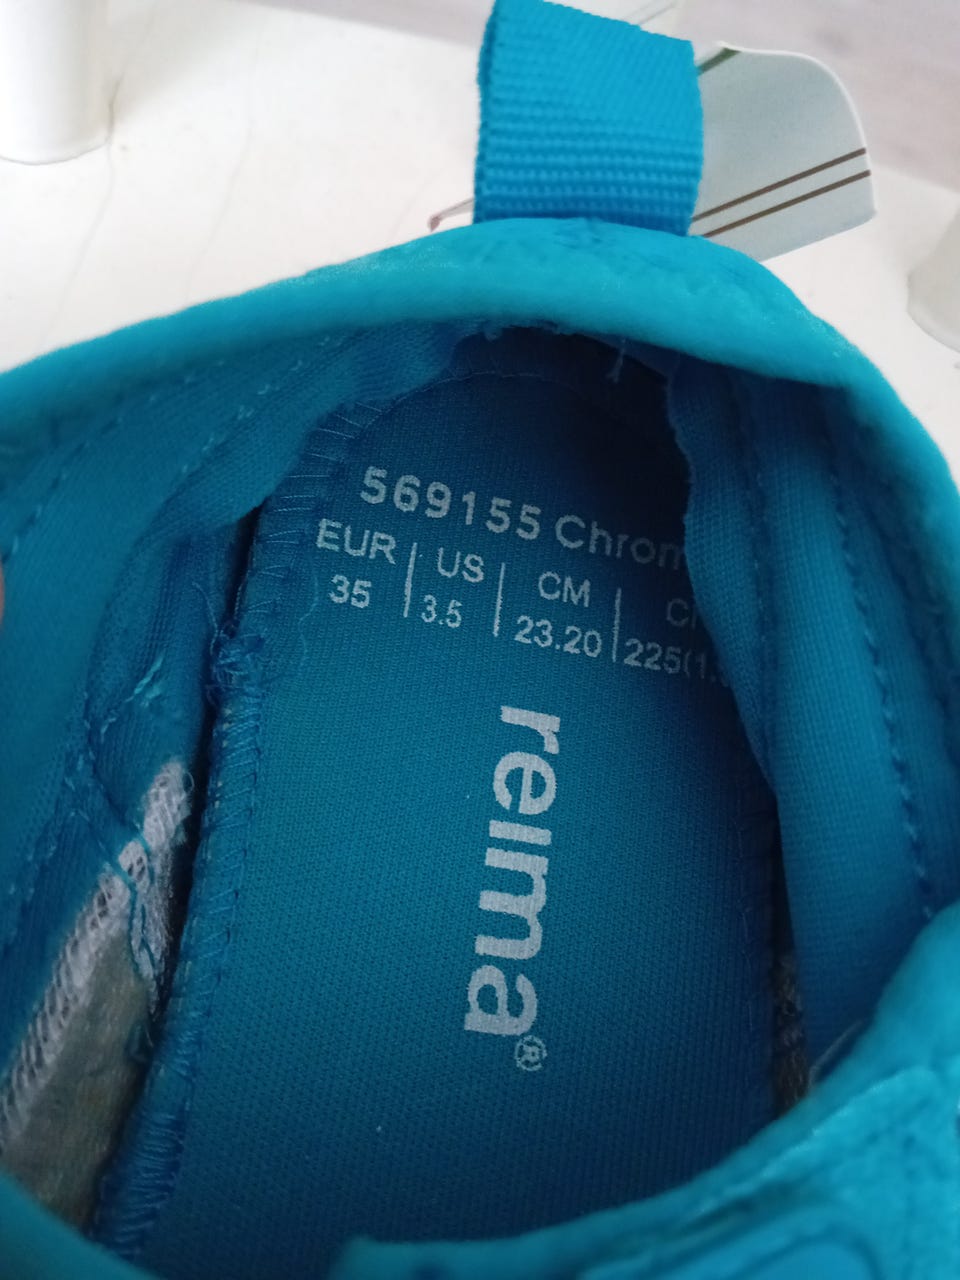 569155 Chrom
EUR US CM
35 3.5 23.20 225(1.
reima®